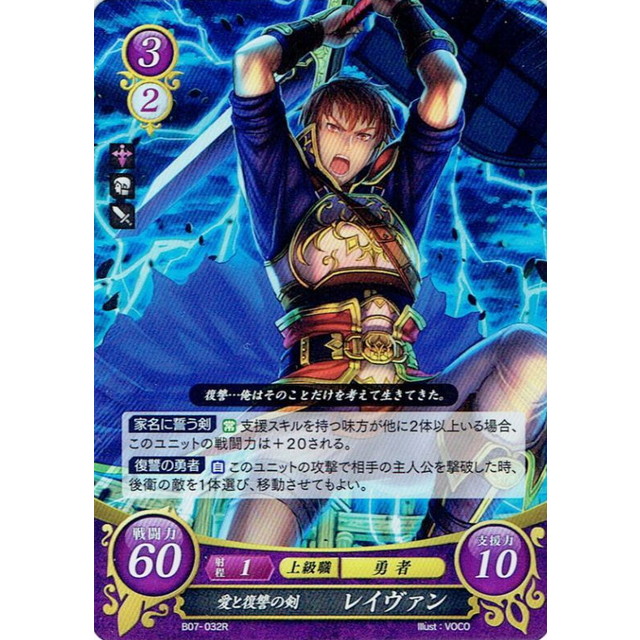 3
2
復讐…俺はそのことだけを考えて生きてきた。
家名に誓う剣 常 支援スキルを持つ味方が他に2体以上いる場合、
このユニットの戦闘力は+20される。
復讐の勇者 自 このユニットの攻撃で相手の主人公を撃破した時、
後衛の敵を1体選び、移動させてもよい。
戦闘力
60
射程 1 上級職 勇者
支援力
10
愛と復讐の剣 レイヴァン
B07-032R
Illust：VOCO